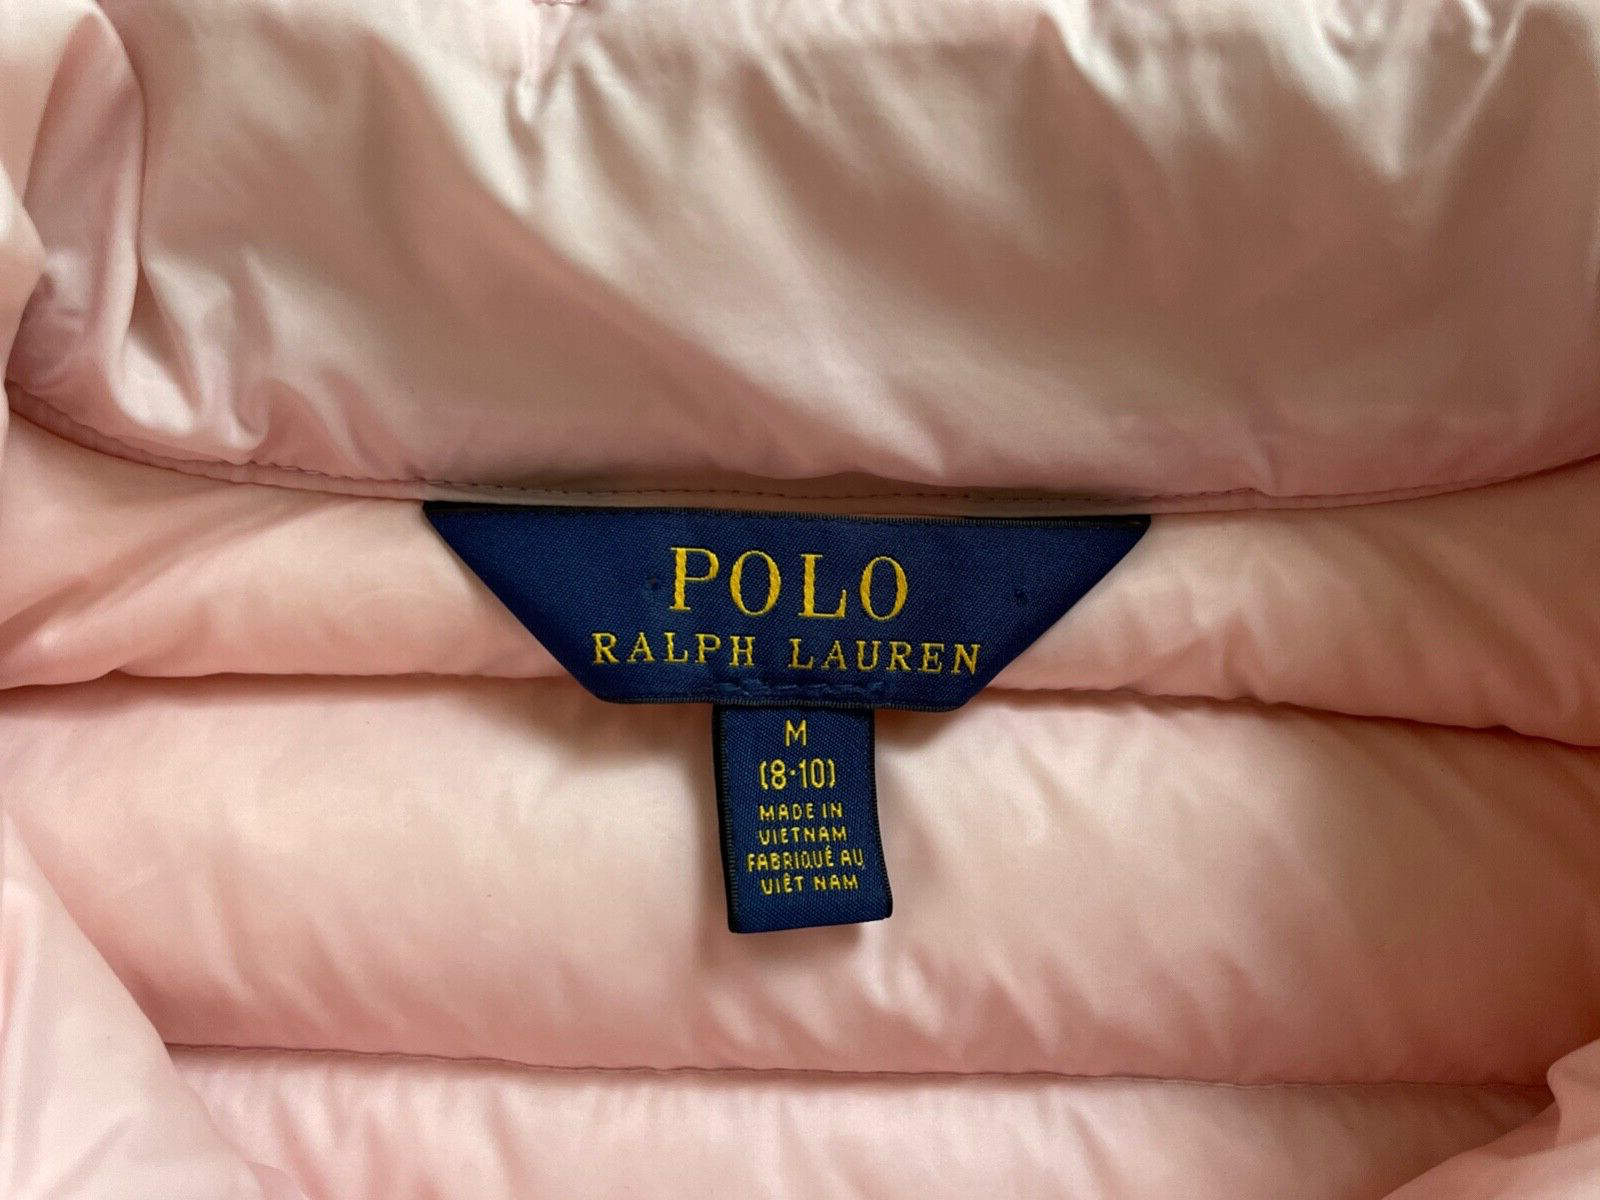 POLO
RALPH LAUREN
M
(8-10)
MADE IN
VIETNAM
FABRIQUÉ AU
VIÊT NAM